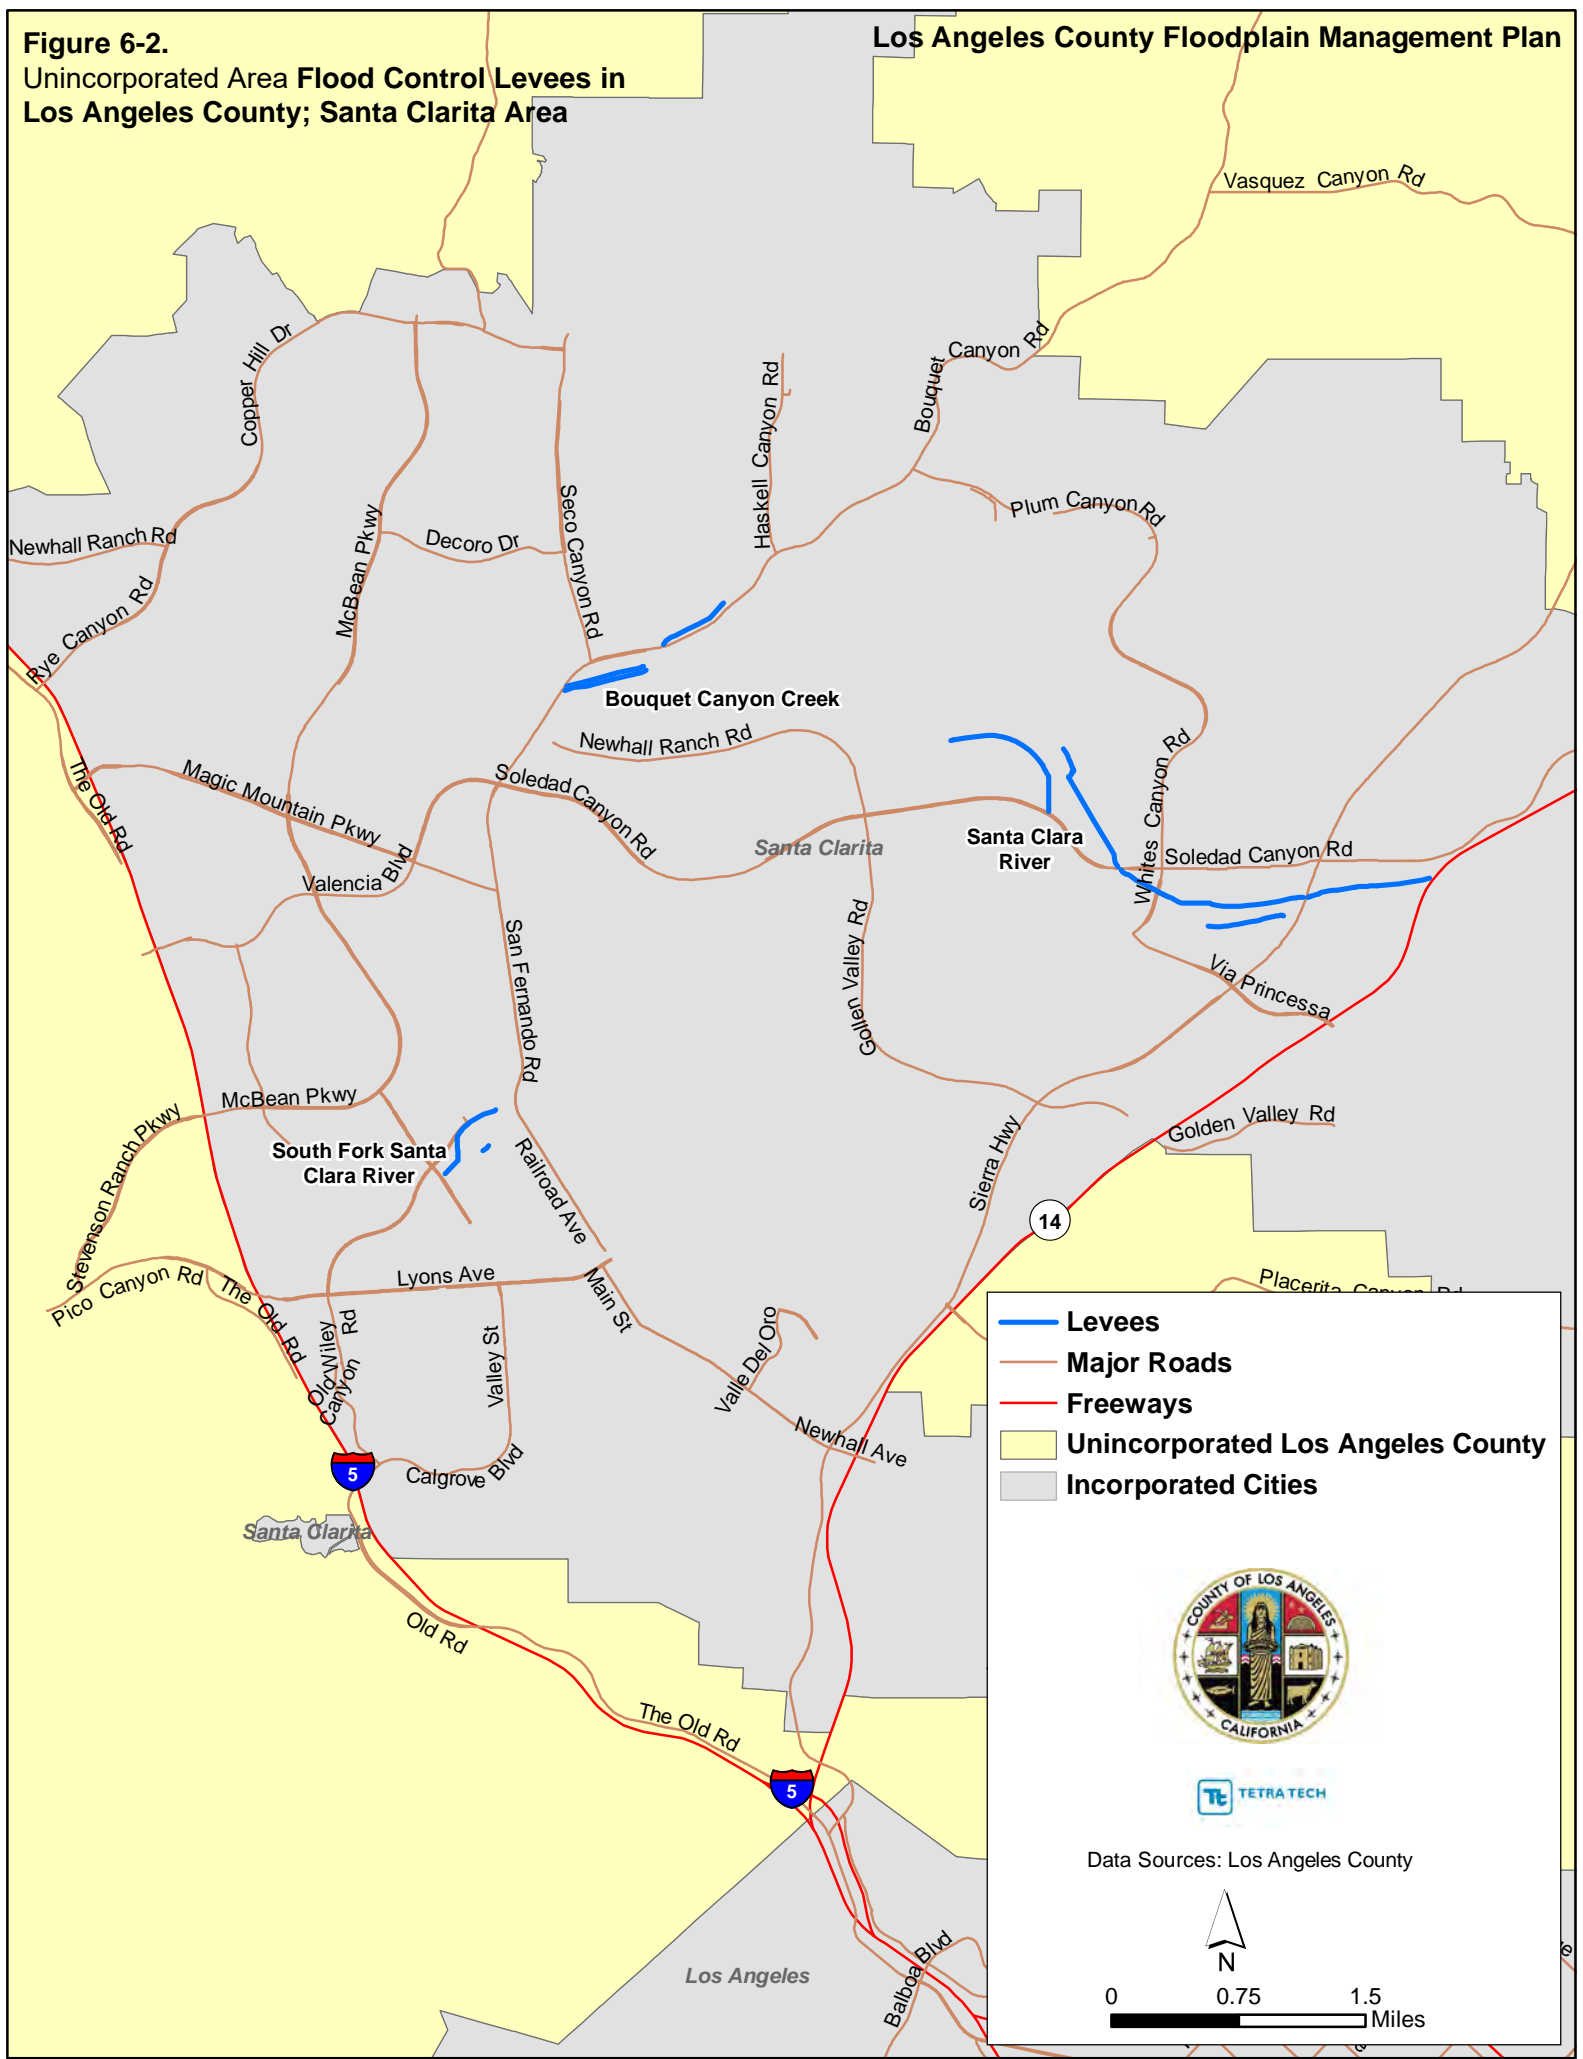 Figure 6-2.
Unincorporated Area Flood Control Levees in
Los Angeles County; Santa Clarita Area
Los Angeles County Floodplain Management Plan
Vasquez Canyon Rd
Copper Hill Dr
Bouquet Canyon Rd
Haskell Canyon Rd
Seco Canyon Rd
McBean Pkwy
Newhall Ranch Rd
Decoro Dr
Plum Canyon Rd
Rye Canyon Rd
Bouquet Canyon Creek
Newhall Ranch Rd
The Old Rd
Magic Mountain Pkwy
Soledad Canyon Rd
Whites Canyon Rd
Santa Clarita
Santa Clara
River
Soledad Canyon Rd
Valencia Blvd
San Fernando Rd
Gollen Valley Rd
Via Princessa
McBean Pkwy
Stevenson Ranch Pkwy
South Fork Santa
Clara River
Railroad Ave
Sierra Hwy
Golden Valley Rd
14
Pico Canyon Rd
The Old Rd
Lyons Ave
Main St
Placerita Canyon Rd
Old Wiley
Canyon Rd
Valley St
Valle Del Oro
Newhall Ave
Calgrove Blvd
5
Santa Clarita
Old Rd
The Old Rd
5
Los Angeles
Balboa Blvd
Levees
Major Roads
Freeways
Unincorporated Los Angeles County
Incorporated Cities
COUNTY OF LOS ANGELES
CALIFORNIA
Tt TETRA TECH
Data Sources: Los Angeles County
N
0 0.75 1.5
Miles